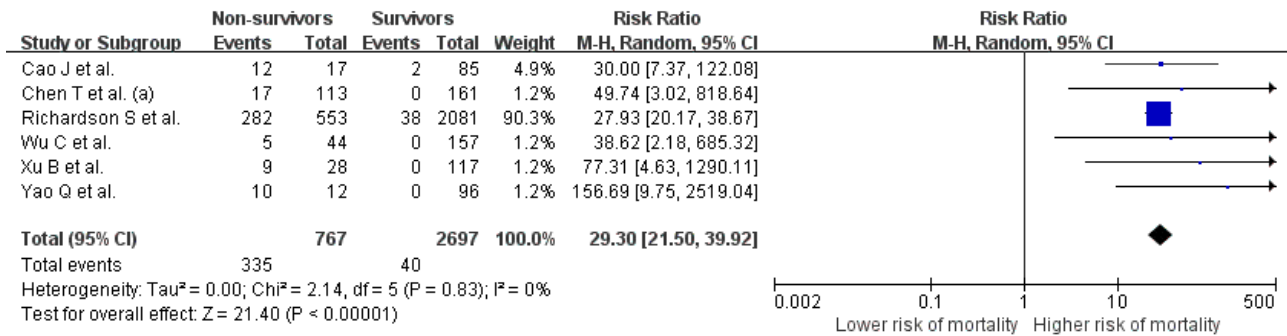 Non-survivors Survivors Risk Ratio Risk Ratio
Study or Subgroup Events Total Events Total Weight M-H, Random, 95% CI M-H, Random, 95% CI
Cao J et al. 12 17 2 85 4.9% 30.00 [7.37, 122.08]
Chen T et al. (a) 17 113 0 161 1.2% 49.74 [3.02, 818.64]
Richardson S et al. 282 553 38 2081 90.3% 27.93 [20.17, 38.67]
Wu C et al. 5 44 0 157 1.2% 38.62 [2.18, 685.32]
Xu B et al. 9 28 0 117 1.2% 77.31 [4.63, 1290.11]
Yao Q et al. 10 12 0 96 1.2% 156.69 [9.75, 2519.04]
Total (95% CI) 767 2697 100.0% 29.30 [21.50, 39.92]
Total events 335 40
Heterogeneity: Tau² = 0.00; Chi² = 2.14, df = 5 (P = 0.83); I² = 0%
Test for overall effect: Z = 21.40 (P < 0.00001)
0.002 0.1 1 10 500
Lower risk of mortality Higher risk of mortality